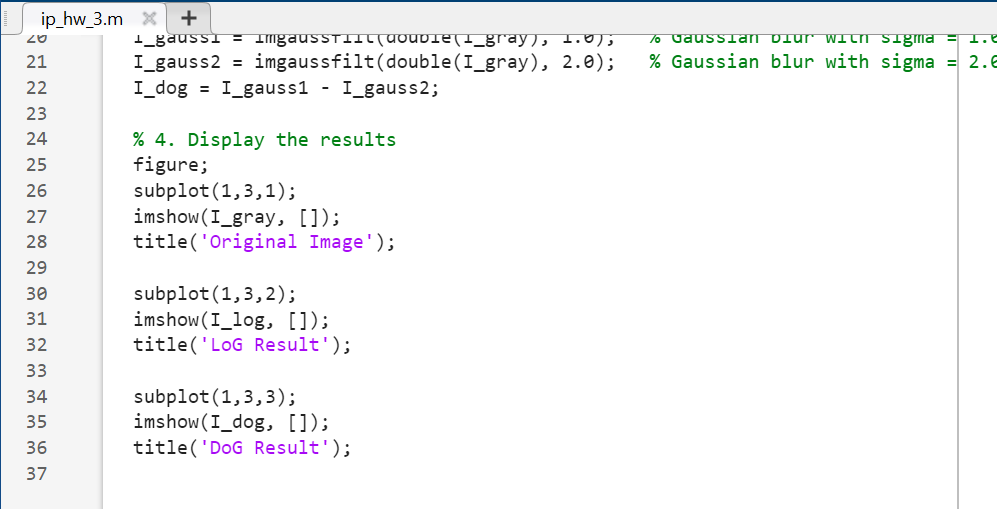 ip_hw_3.m
20 I_gauss1 = imgaussfilt(double(I_gray), 1.0); % Gaussian blur with sigma = 1.0
21 I_gauss2 = imgaussfilt(double(I_gray), 2.0); % Gaussian blur with sigma = 2.0
22 I_dog = I_gauss1 - I_gauss2;
23
24 % 4. Display the results
25 figure;
26 subplot(1,3,1);
27 imshow(I_gray, []);
28 title('Original Image');
29
30 subplot(1,3,2);
31 imshow(I_log, []);
32 title('LoG Result');
33
34 subplot(1,3,3);
35 imshow(I_dog, []);
36 title('DoG Result');
37